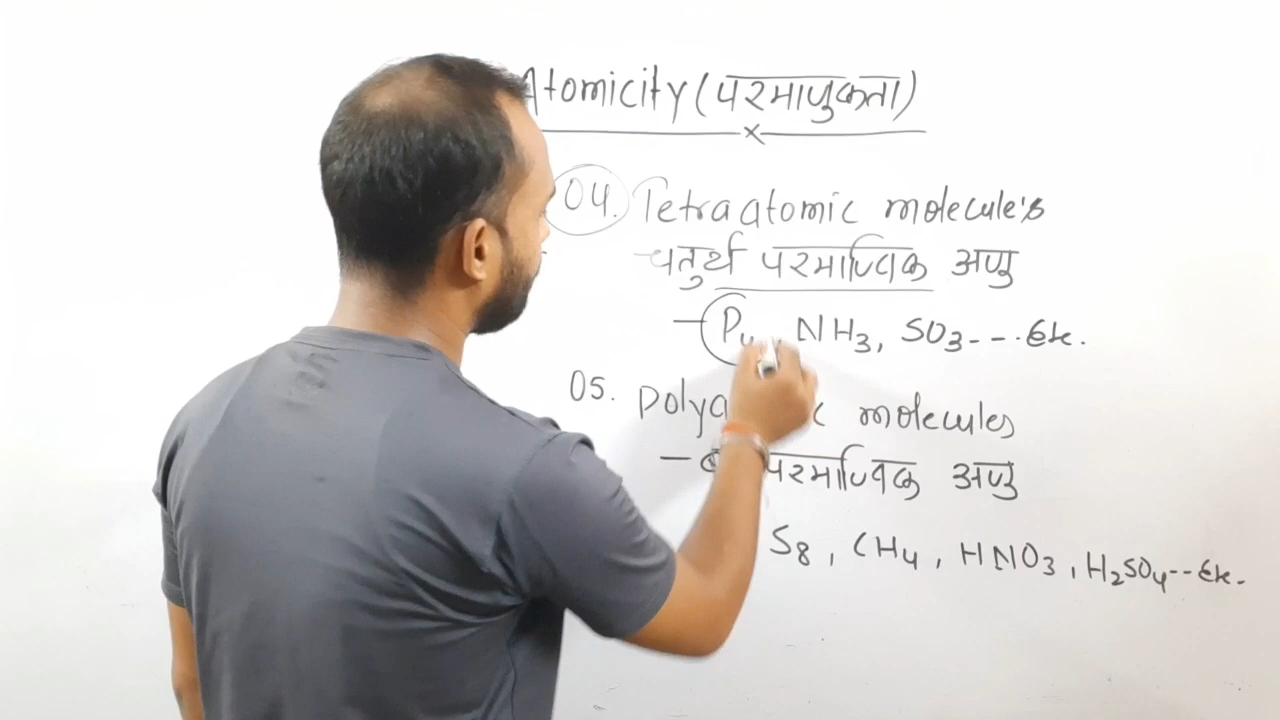 Atomicity (परमाणुकता)
04. Tetraatomic molecule's
चतुर्थ परमाण्विक अणु
- P4, NH3, SO3 - - .. Etc.
05. molecules
- परमाण्विक अणु
S8, CH4, HNO3, H2SO4 -- Etc.